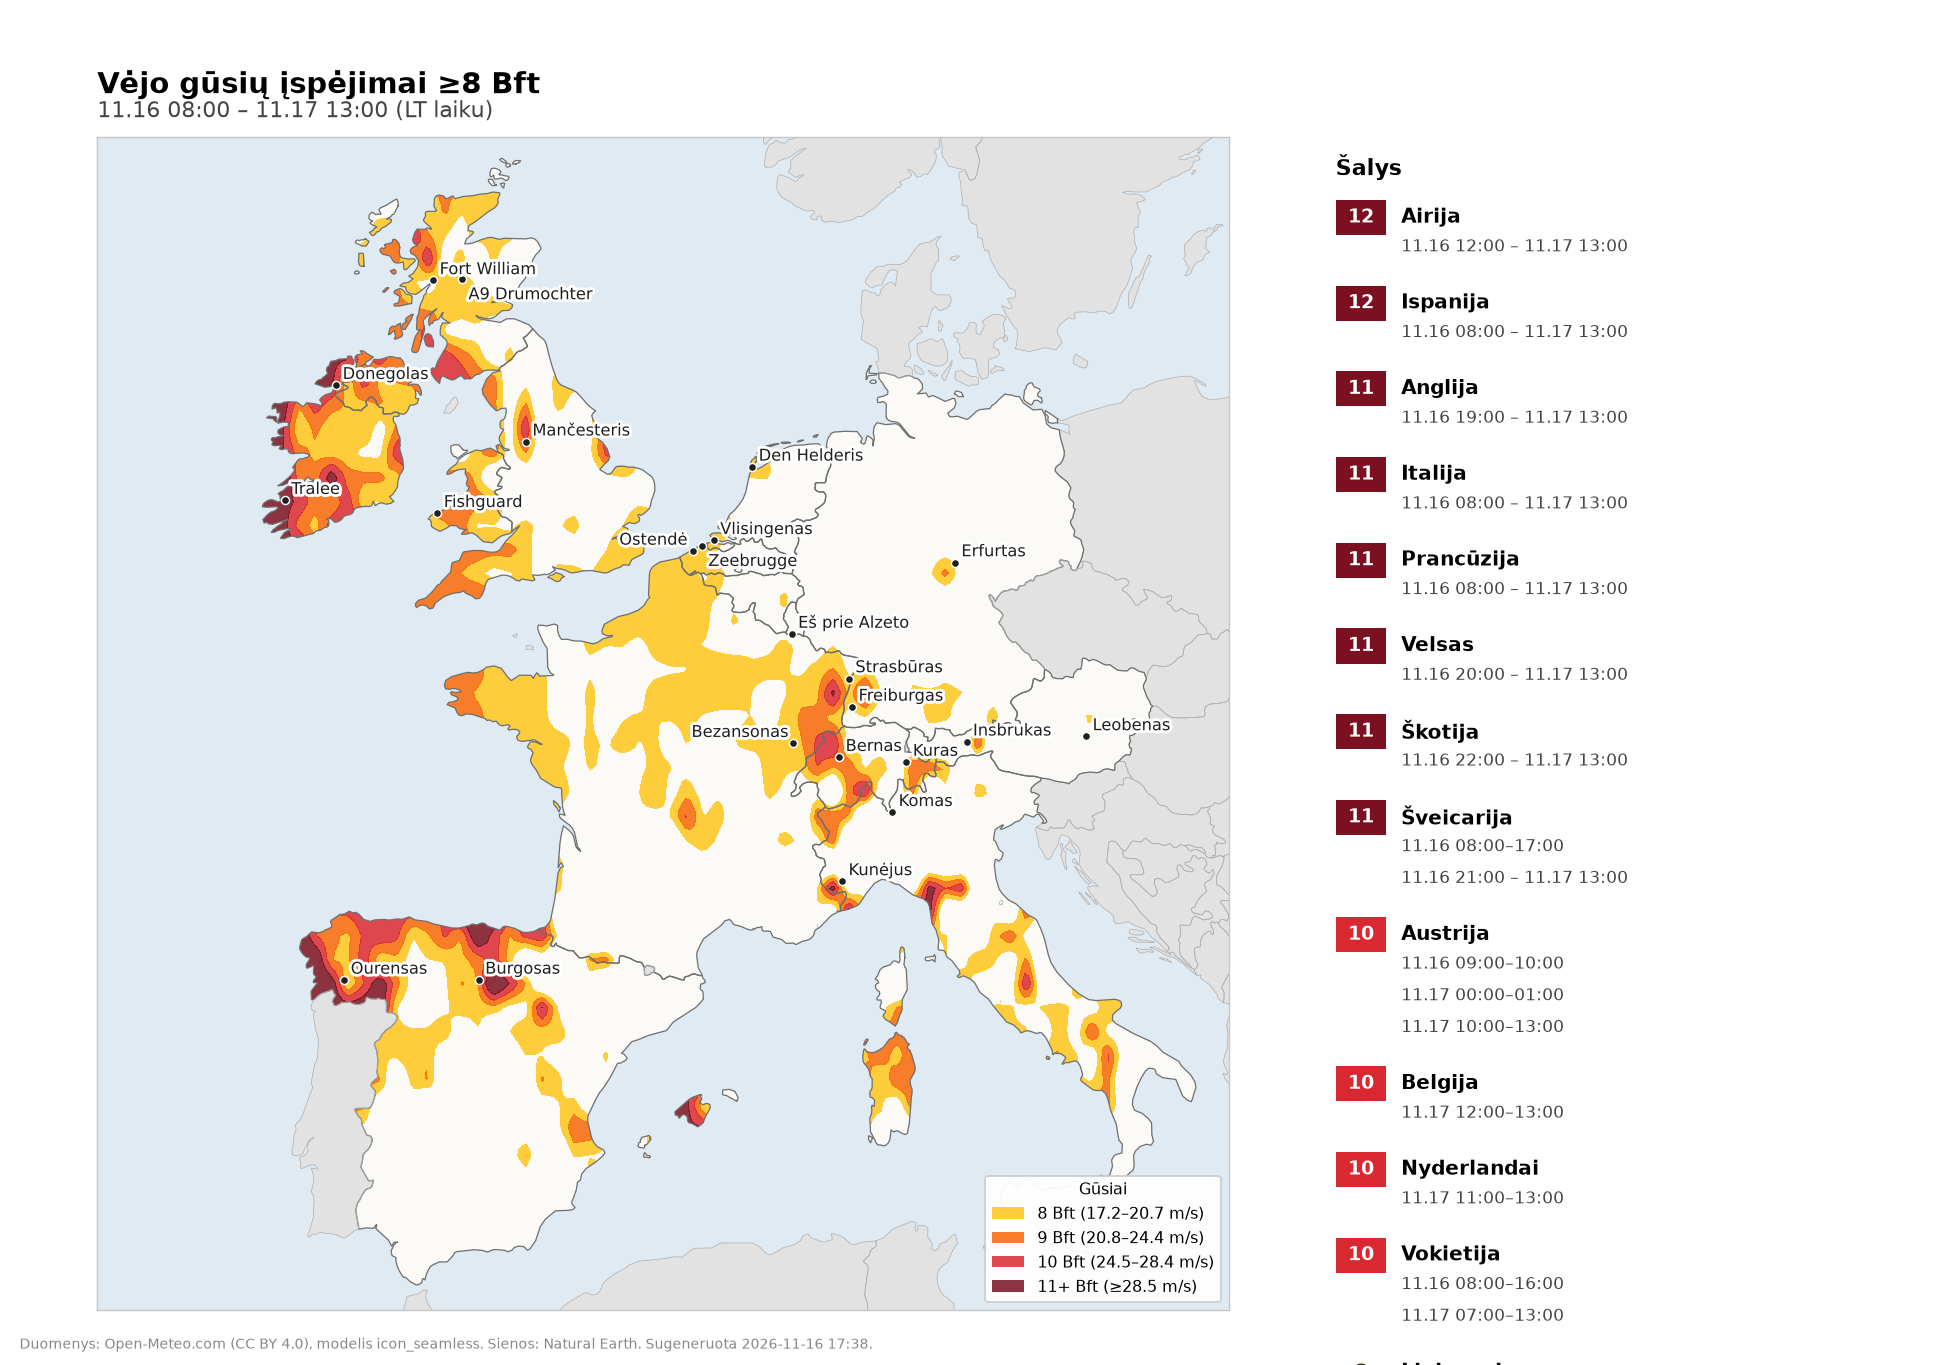 Vėjo gūsių įspėjimai ≥8 Bft
11.16 08:00 – 11.17 13:00 (LT laiku)
Fort William
A9 Drumochter
Donegolas
Mančesteris
Den Helderis
Tralee
Fishguard
Vlisingenas
Ostendė
Zeebrugge
Erfurtas
Eš prie Alzeto
Strasbūras
Freiburgas
Bezansonas
Bernas
Kuras
Insbrukas
Leobenas
Komas
Kunėjus
Ourensas
Burgosas
Gūsiai
8 Bft (17.2–20.7 m/s)
9 Bft (20.8–24.4 m/s)
10 Bft (24.5–28.4 m/s)
11+ Bft (≥28.5 m/s)
Šalys
12 Airija
11.16 12:00 – 11.17 13:00
12 Ispanija
11.16 08:00 – 11.17 13:00
11 Anglija
11.16 19:00 – 11.17 13:00
11 Italija
11.16 08:00 – 11.17 13:00
11 Prancūzija
11.16 08:00 – 11.17 13:00
11 Velsas
11.16 20:00 – 11.17 13:00
11 Škotija
11.16 22:00 – 11.17 13:00
11 Šveicarija
11.16 08:00–17:00
11.16 21:00 – 11.17 13:00
10 Austrija
11.16 09:00–10:00
11.17 00:00–01:00
11.17 10:00–13:00
10 Belgija
11.17 12:00–13:00
10 Nyderlandai
11.17 11:00–13:00
10 Vokietija
11.16 08:00–16:00
11.17 07:00–13:00
Duomenys: Open-Meteo.com (CC BY 4.0), modelis icon_seamless. Sienos: Natural Earth. Sugeneruota 2026-11-16 17:38.